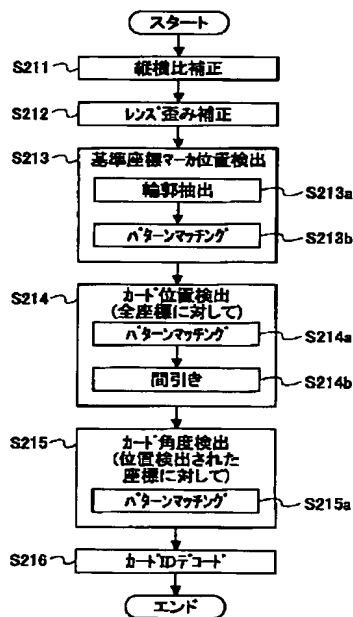 スタート
S211
縦横比補正
S212
レンズ歪み補正
S213
基準座標マーカ位置検出
輪郭抽出
S213a
パターンマッチング
S213b
S214
カード位置検出
(全座標に対して)
パターンマッチング
S214a
間引き
S214b
S215
カード角度検出
(位置検出された
座標に対して)
パターンマッチング
S215a
S216
カードIDデコード
エンド